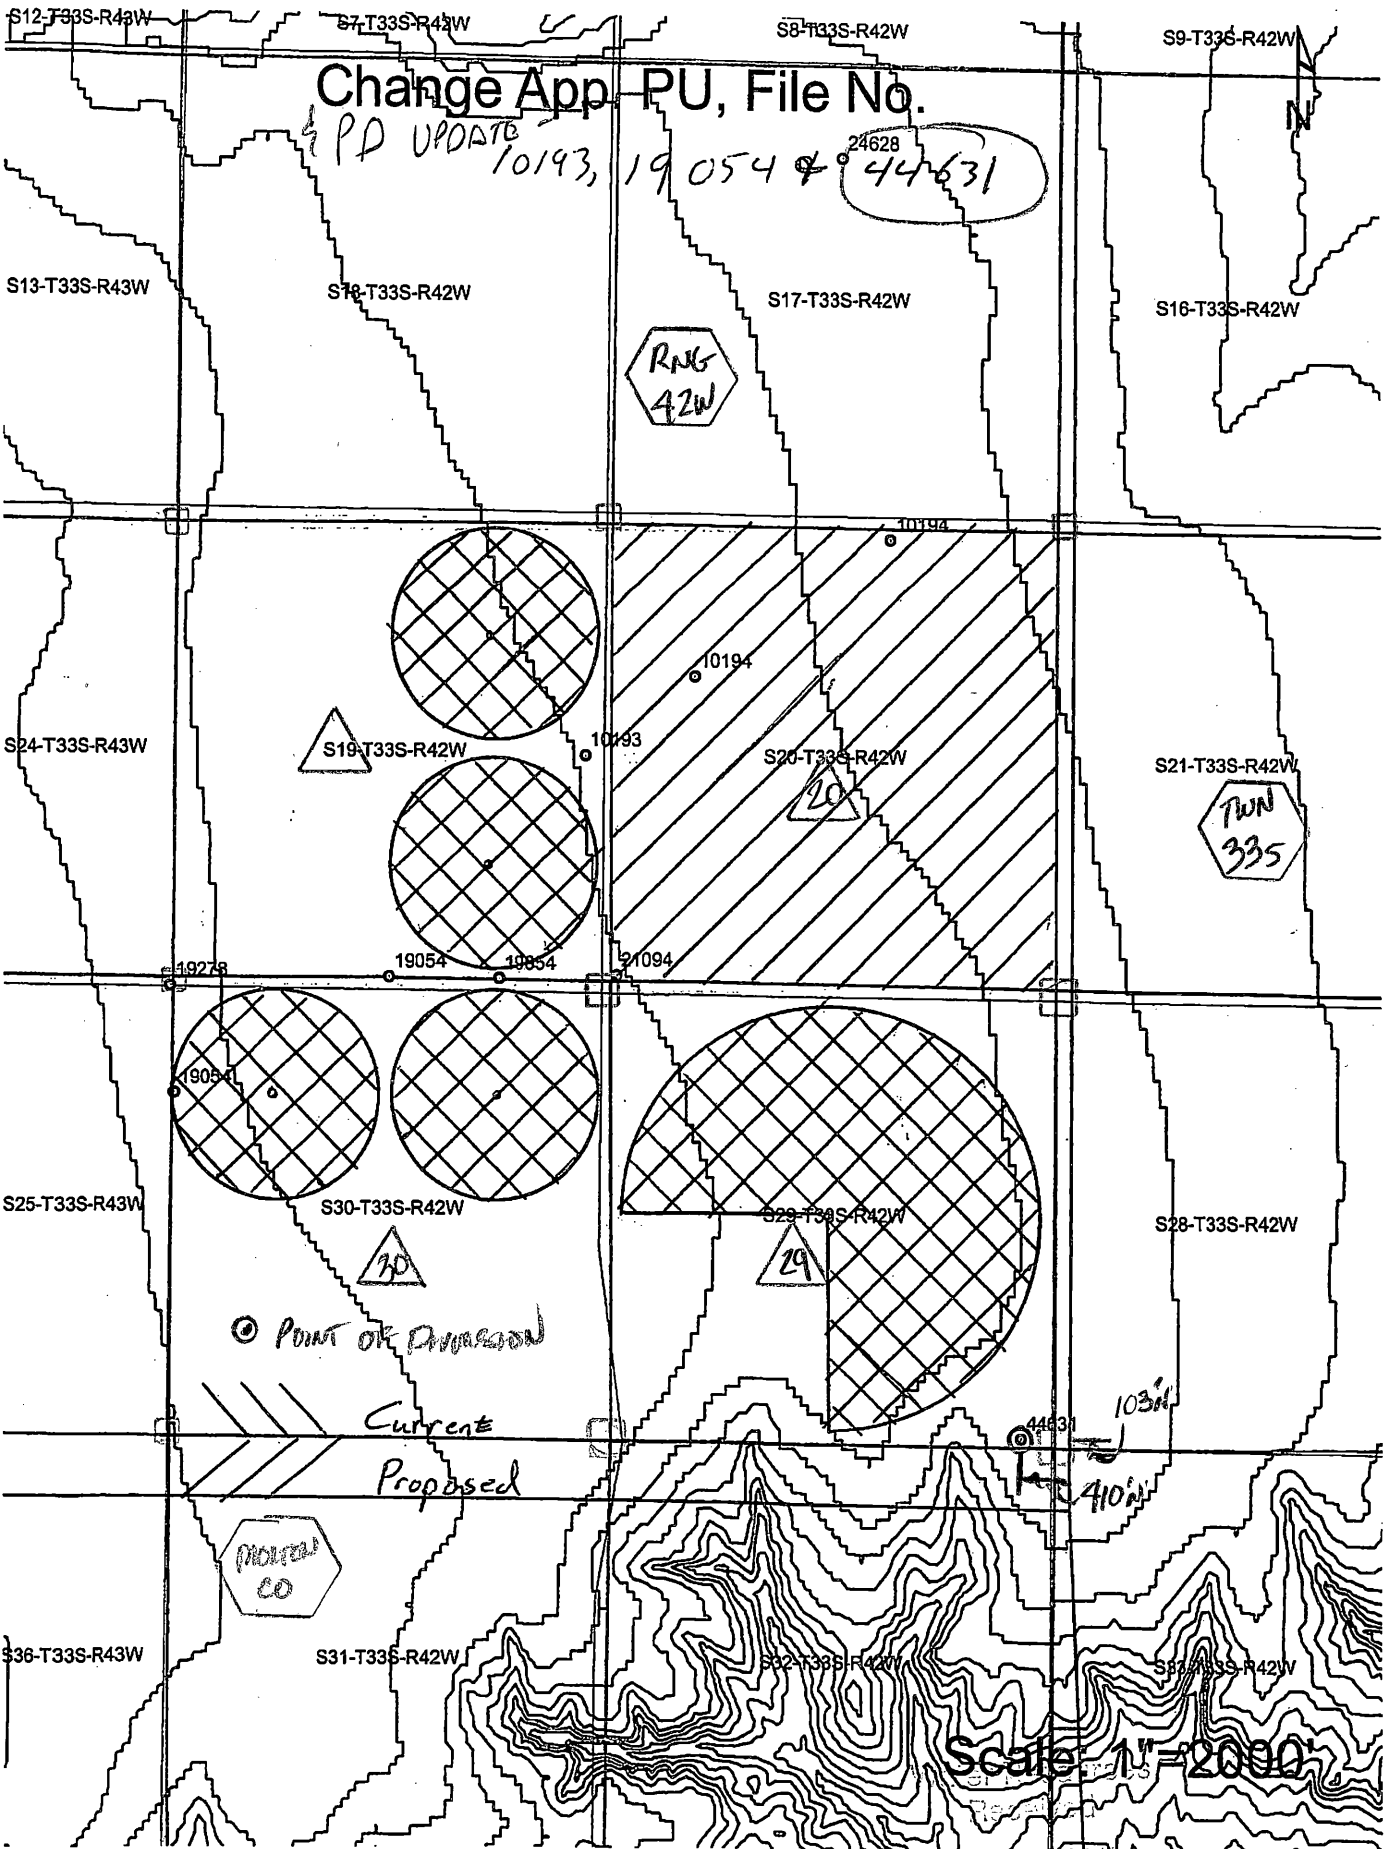 S12-T33S-R43W
S7-T33S-R42W
S8-T33S-R42W
S9-T33S-R42W
Change App PU, File No.
& PD UPDATE
N
24628
10193, 19054 & 44631
S13-T33S-R43W
S18-T33S-R42W
S17-T33S-R42W
S16-T33S-R42W
RNG
42W
10194
10194
10193
S24-T33S-R43W
S19-T33S-R42W
S20-T33S-R42W
S21-T33S-R42W
20
TWN
33S
19278
19054
19054
21094
19054
S25-T33S-R43W
S30-T33S-R42W
S29-T33S-R42W
S28-T33S-R42W
30
29
POINT OF DIVERSION
Current
44631
103'N
Proposed
410'W
MORTON
CO
S36-T33S-R43W
S31-T33S-R42W
S32-T33S-R42W
S33-T33S-R42W
Scale: 1"=2000'
Received